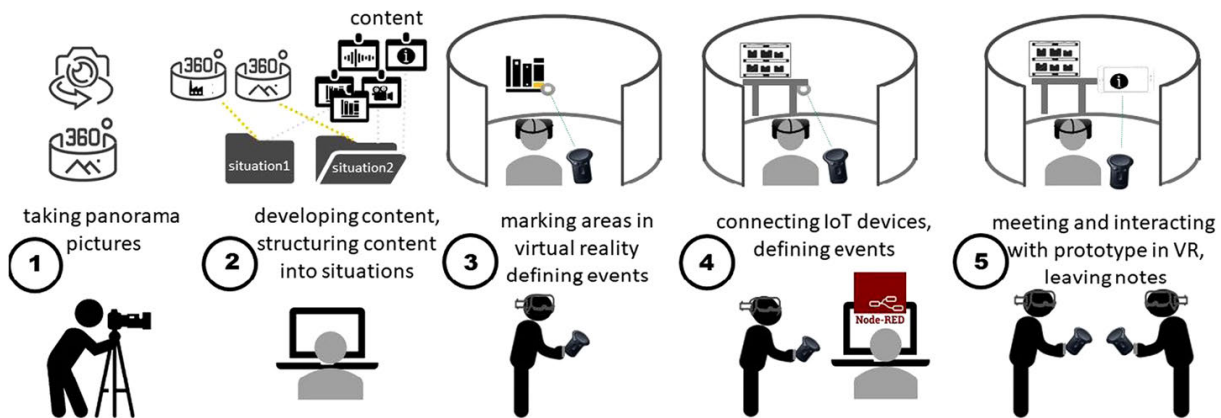 content
360°
360°
360°
situation1
situation2
taking panorama
pictures
1
developing content,
structuring content
into situations
2
marking areas in
virtual reality
defining events
3
connecting IoT devices,
defining events
4
Node-RED
meeting and interacting
with prototype in VR,
leaving notes
5